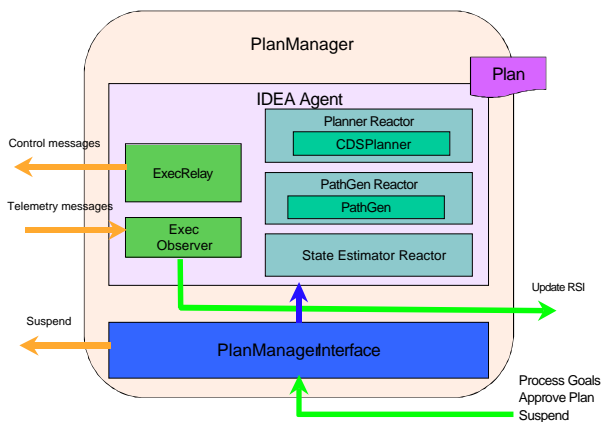 PlanManager
Plan
IDEA Agent
Planner Reactor
CDSPlanner
Control messages
ExecRelay
PathGen Reactor
PathGen
Telemetry messages
Exec
Observer
State Estimator Reactor
Update RSI
Suspend
PlanManagerInterface
Process Goals
Approve Plan
Suspend